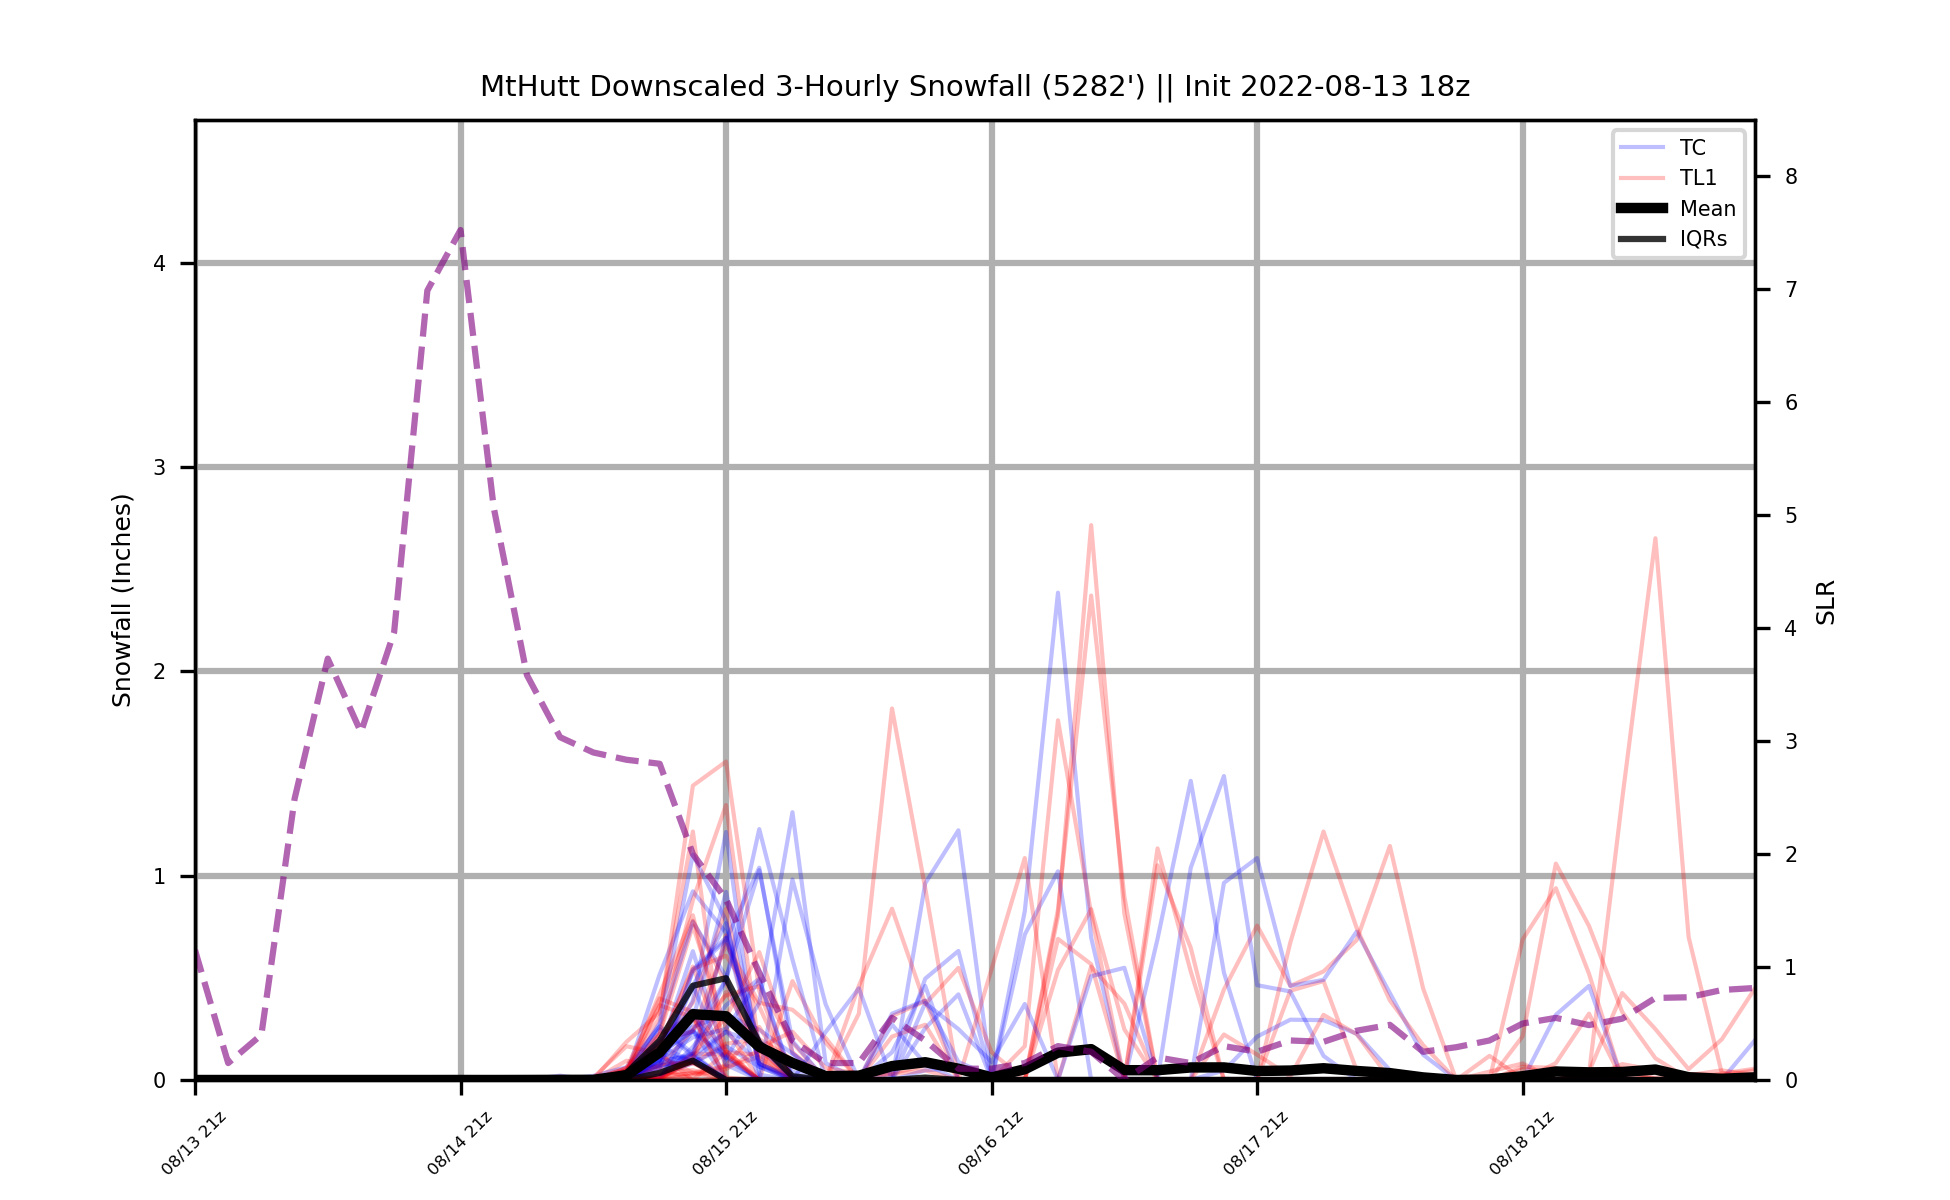 MtHutt Downscaled 3-Hourly Snowfall (5282') || Init 2022-08-13 18z
TC
TL1
Mean
IQRs
Snowfall (Inches)
4
3
2
1
0
8
7
6
5
4
3
2
1
0
SLR
08/13 21z
08/14 21z
08/15 21z
08/16 21z
08/17 21z
08/18 21z